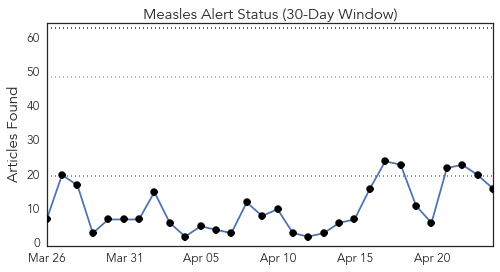 Measles Alert Status (30-Day Window)
Articles Found
60
50
40
30
20
10
0
Mar 26 Mar 31 Apr 05 Apr 10 Apr 15 Apr 20